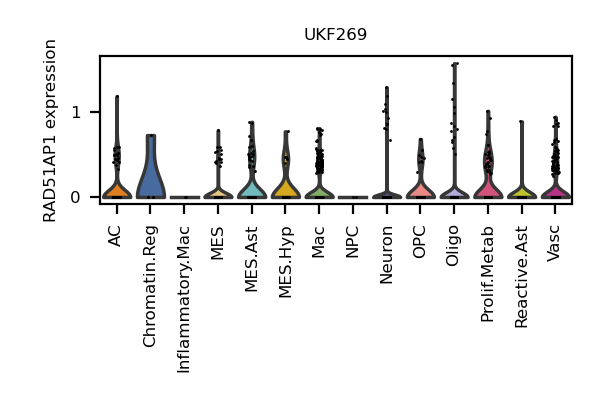 UKF269
RAD51AP1 expression
1
0
AC
Chromatin.Reg
Inflammatory.Mac
MES
MES.Ast
MES.Hyp
Mac
NPC
Neuron
OPC
Oligo
Prolif.Metab
Reactive.Ast
Vasc